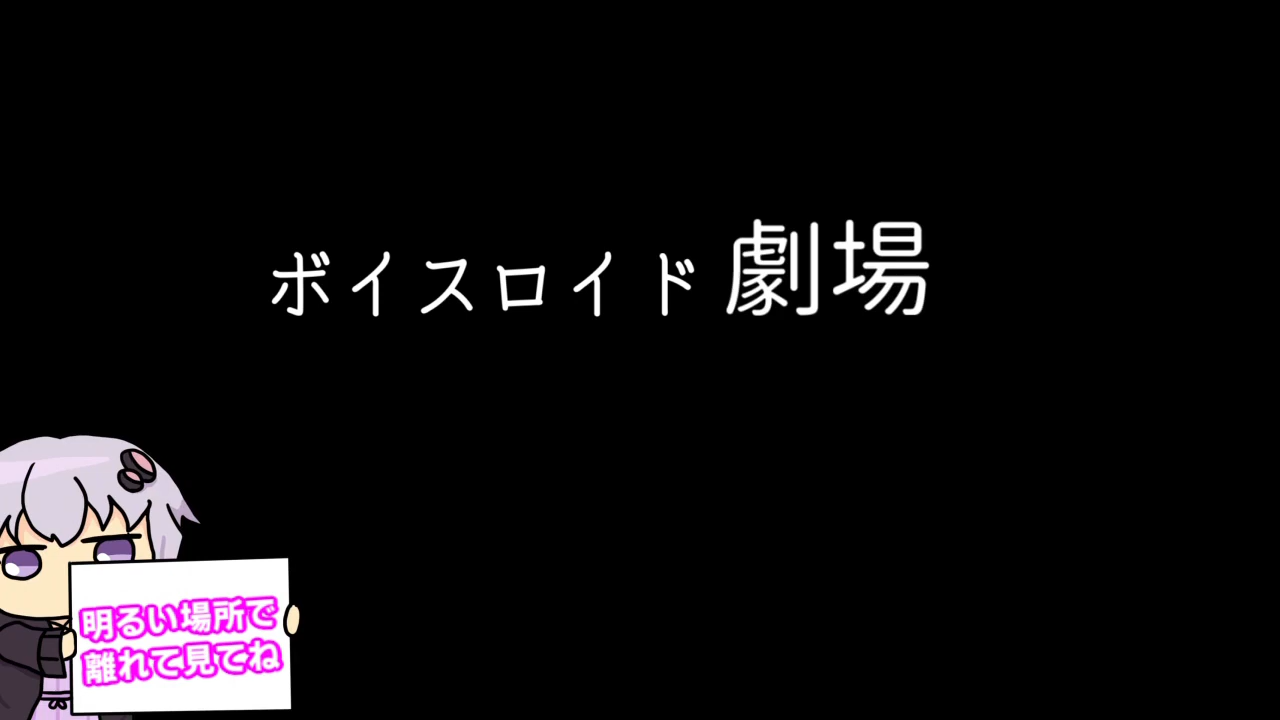 ボイスロイド劇場
明るい場所で
離れて見てね